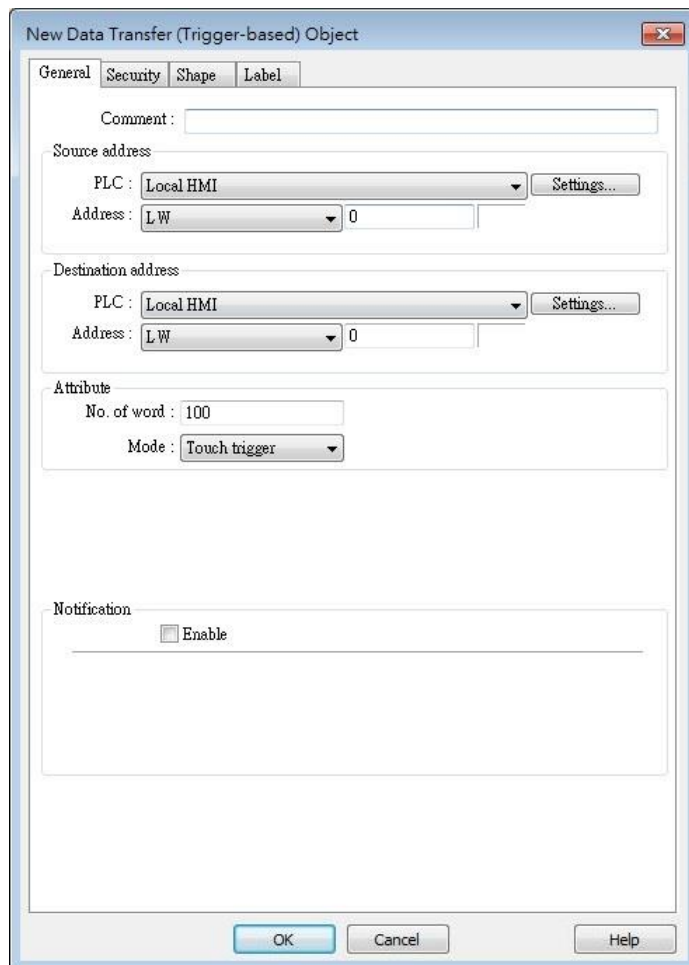 New Data Transfer (Trigger-based) Object
General Security Shape Label
Comment :
Source address
PLC : Local HMI Settings...
Address : LW 0
Destination address
PLC : Local HMI Settings...
Address : LW 0
Attribute
No. of word : 100
Mode : Touch trigger
Notification
Enable
OK Cancel Help